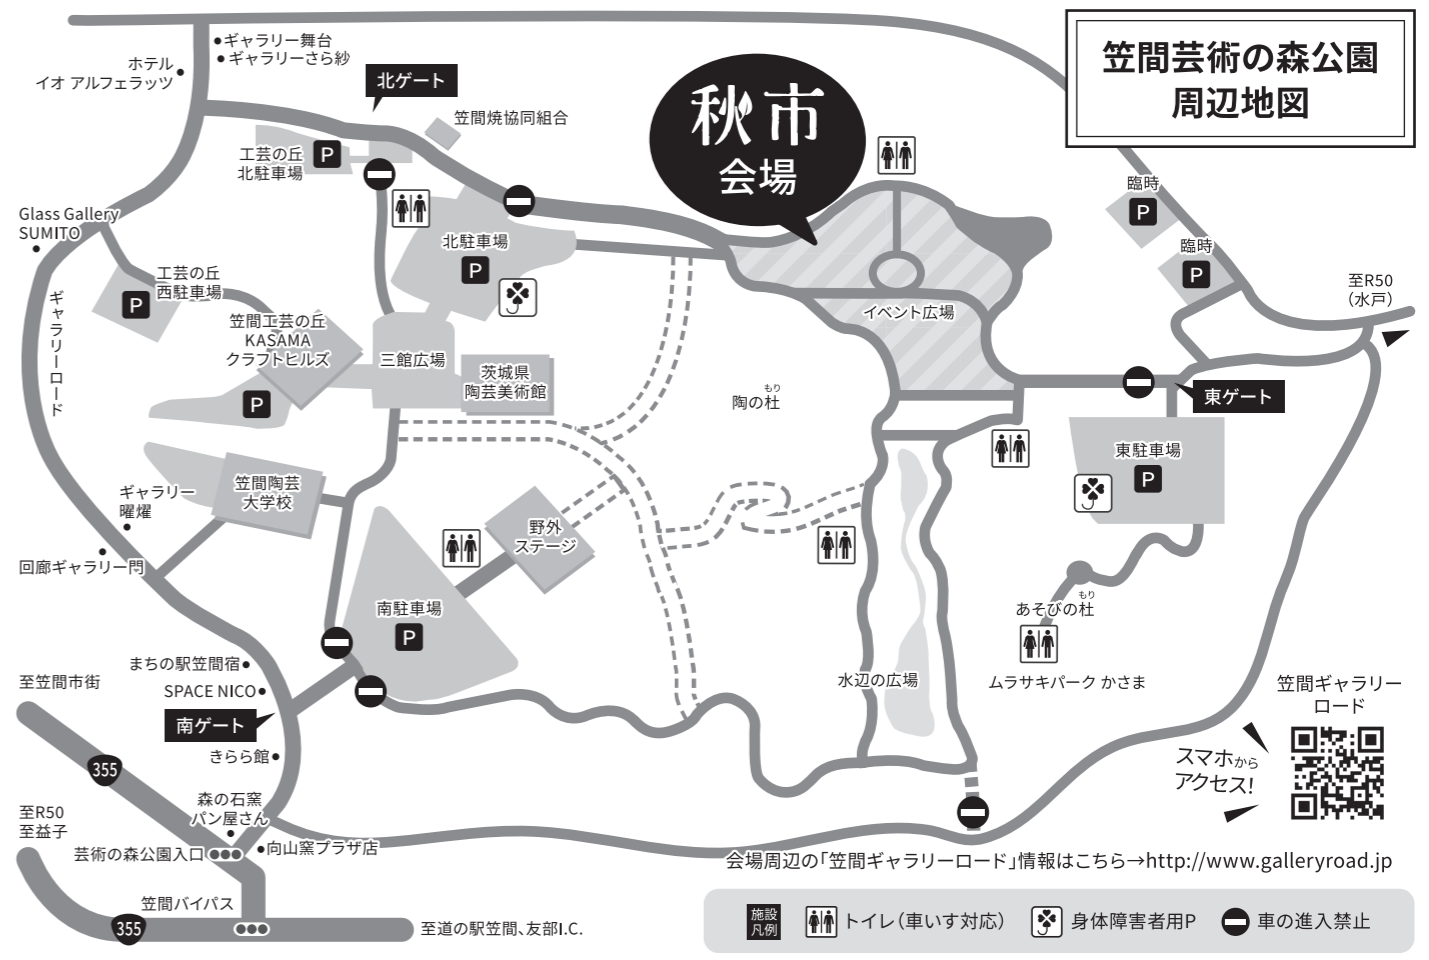 笠間芸術の森公園
周辺地図
ギャラリー舞台
ギャラリーさら紗
ホテル
イオ アルフェラッツ
北ゲート
笠間焼協同組合
秋市
会場
工芸の丘
北駐車場
P
臨時
P
臨時
P
至R50
(水戸)
Glass Gallery
SUMITO
北駐車場
P
工芸の丘
西駐車場
P
ギャラリーロード
笠間工芸の丘
KASAMA
クラフトヒルズ
P
三館広場
茨城県
陶芸美術館
イベント広場
もり
陶の杜
東ゲート
東駐車場
P
笠間陶芸
大学校
ギャラリー
曜燿
回廊ギャラリー門
野外
ステージ
南駐車場
P
もり
あそびの杜
ムラサキパーク かさま
水辺の広場
まちの駅笠間宿
SPACE NICO
南ゲート
きらら館
至笠間市街
355
至R50
至益子
森の石窯
パン屋さん
芸術の森公園入口
向山窯プラザ店
笠間バイパス
355
至道の駅笠間、友部I.C.
笠間ギャラリー
ロード
スマホから
アクセス!
会場周辺の「笠間ギャラリーロード」情報はこちら→http://www.galleryroad.jp
施設
凡例
トイレ(車いす対応)
身体障害者用P
車の進入禁止